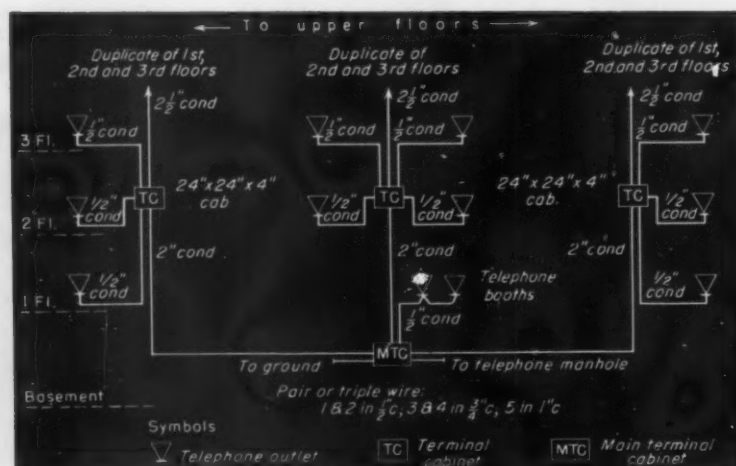 To upper floors
Duplicate of 1st,
2nd and 3rd floors
Duplicate of
2nd and 3rd floors
Duplicate of 1st,
2nd and 3rd floors
2 1/2" cond
2 1/2" cond
2 1/2" cond
1/2" cond
1/2" cond
1/2" cond
1/2" cond
3 Fl.
TC
24"x24"x4"
cab
TC
24"x24"x4"
cab.
TC
1/2"
cond
1/2"
cond
1/2"
cond
1/2"
cond
2 Fl.
2"cond
2"cond
2"cond
1/2"
cond
Telephone
booths
1/2"
cond
1 Fl.
1/2" cond
To ground
MTC
To telephone manhole
Basement
Pair or triple wire:
1 & 2 in 1/2"c, 3 & 4 in 3/4"c, 5 in 1"c
Symbols
Telephone outlet
TC Terminal
cabinet
MTC Main terminal
cabinet